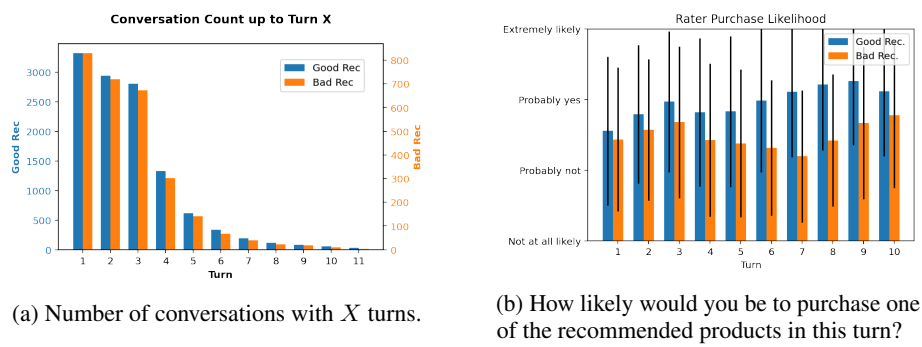 Conversation Count up to Turn X
Good Rec
Bad Rec
3000
2500
2000
1500
1000
500
0
Good Rec
800
700
600
500
400
300
200
100
0
Bad Rec
1 2 3 4 5 6 7 8 9 10 11
Turn
(a) Number of conversations with X turns.
Rater Purchase Likelihood
Good Rec.
Bad Rec.
Extremely likely
Probably yes
Probably not
Not at all likely
1 2 3 4 5 6 7 8 9 10
Turn
(b) How likely would you be to purchase one
of the recommended products in this turn?